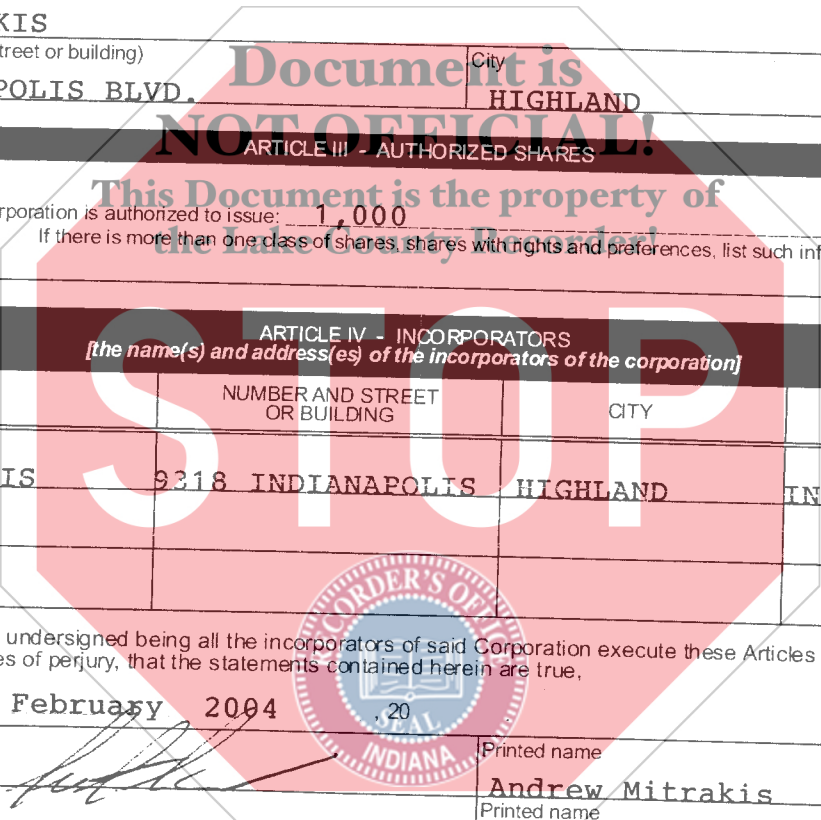 KIS
treet or building)
City
Document is
POLIS BLVD.
HIGHLAND
NOT OFFICIAL!
ARTICLE III - AUTHORIZED SHARES
This Document is the property of
rporation is authorized to issue: 1,000
the Lake County Recorder!
If there is more than one class of shares, shares with rights and preferences, list such inf
STOP
ARTICLE IV - INCORPORATORS
[the name(s) and address(es) of the incorporators of the corporation]
NUMBER AND STREET
OR BUILDING
CITY
IS 9218 INDIANAPOLIS HIGHLAND IN
RECORDER'S OFFICE
undersigned being all the incorporators of said Corporation execute these Articles
es of perjury, that the statements contained herein are true,
February 2004 , 20
SEAL
INDIANA
Printed name
Andrew Mitrakis
Printed name